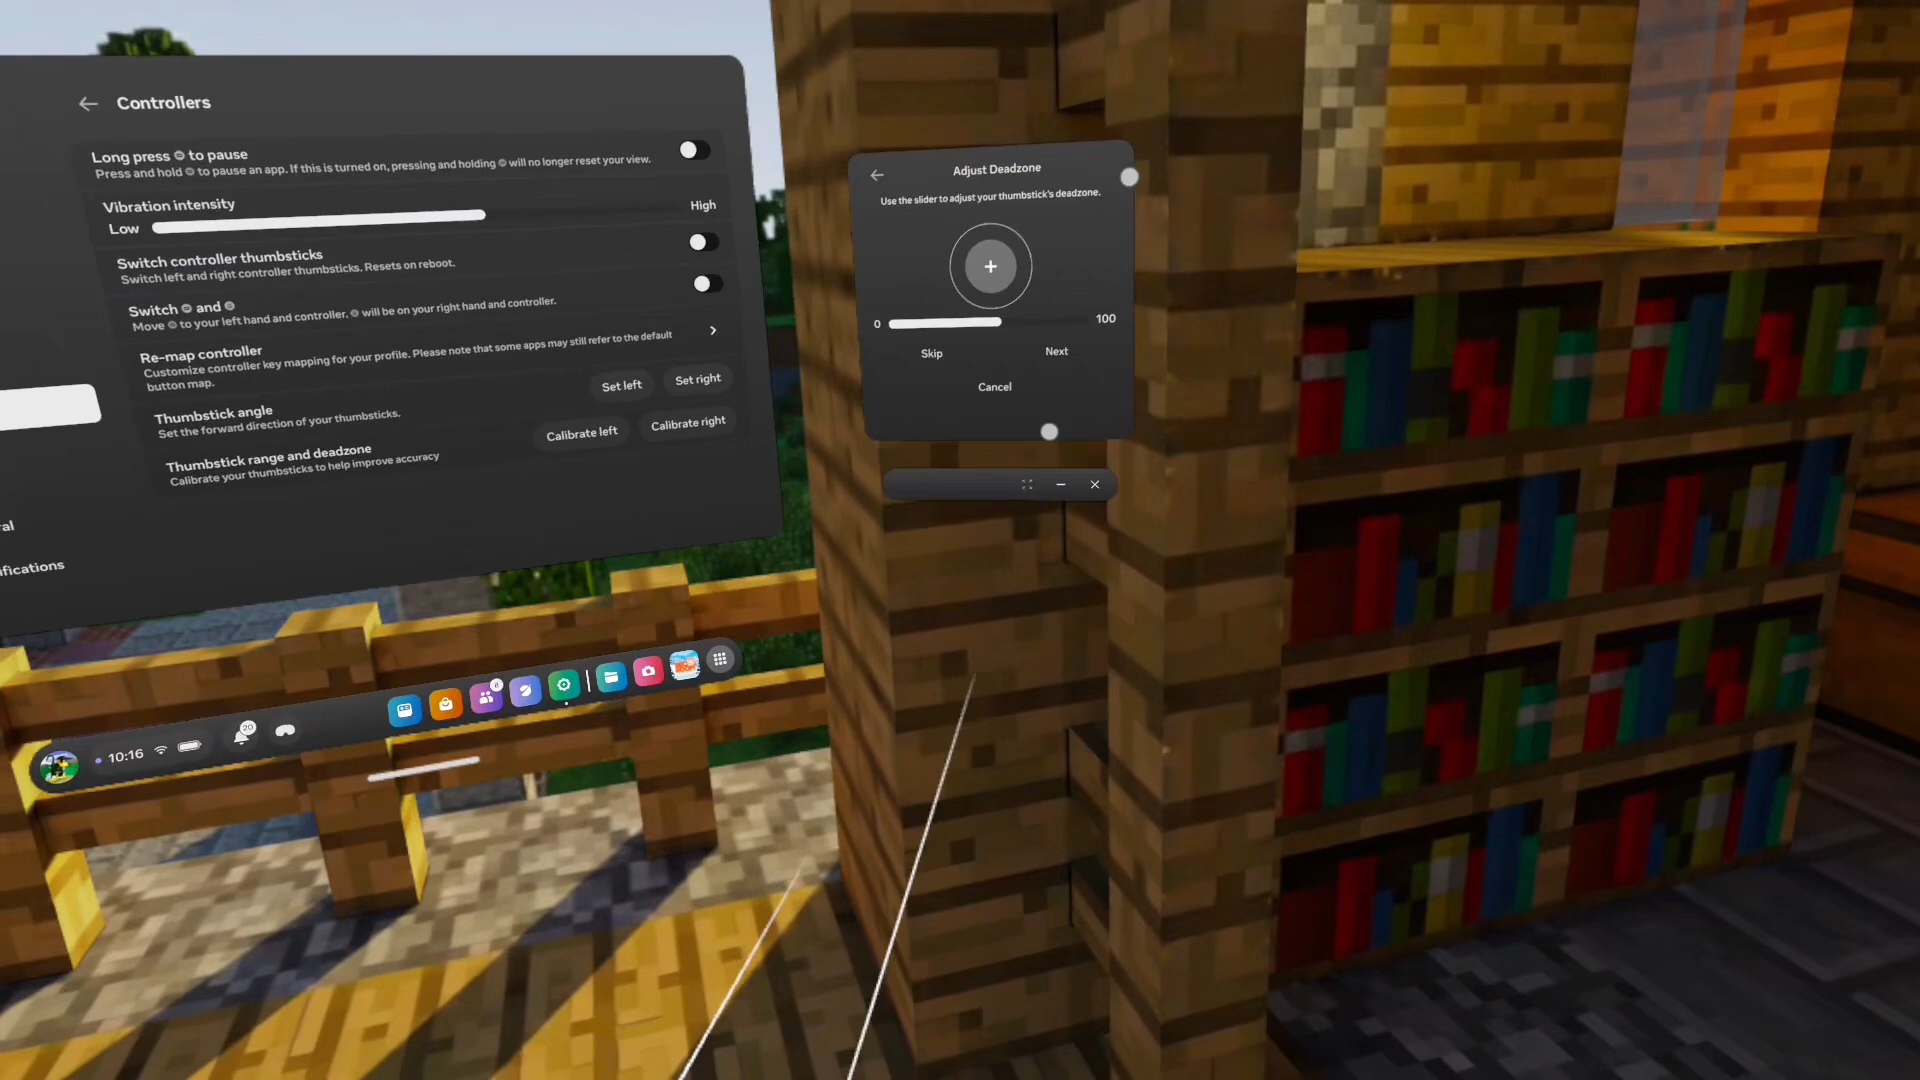 Controllers
Long press to pause
Press and hold to pause an app. If this is turned on, pressing and holding will no longer reset your view.
Vibration intensity
Low
High
Switch controller thumbsticks
Switch left and right controller thumbsticks. Resets on reboot.
Switch and
Move to your left hand and controller. will be on your right hand and controller.
Re-map controller
Customize controller key mapping for your profile. Please note that some apps may still refer to the default
button map.
Thumbstick angle
Set the forward direction of your thumbsticks.
Set left
Set right
Thumbstick range and deadzone
Calibrate your thumbsticks to help improve accuracy
Calibrate left
Calibrate right
al
ifications
Adjust Deadzone
Use the slider to adjust your thumbstick's deadzone.
0
100
Skip
Next
Cancel
10:16
20
8